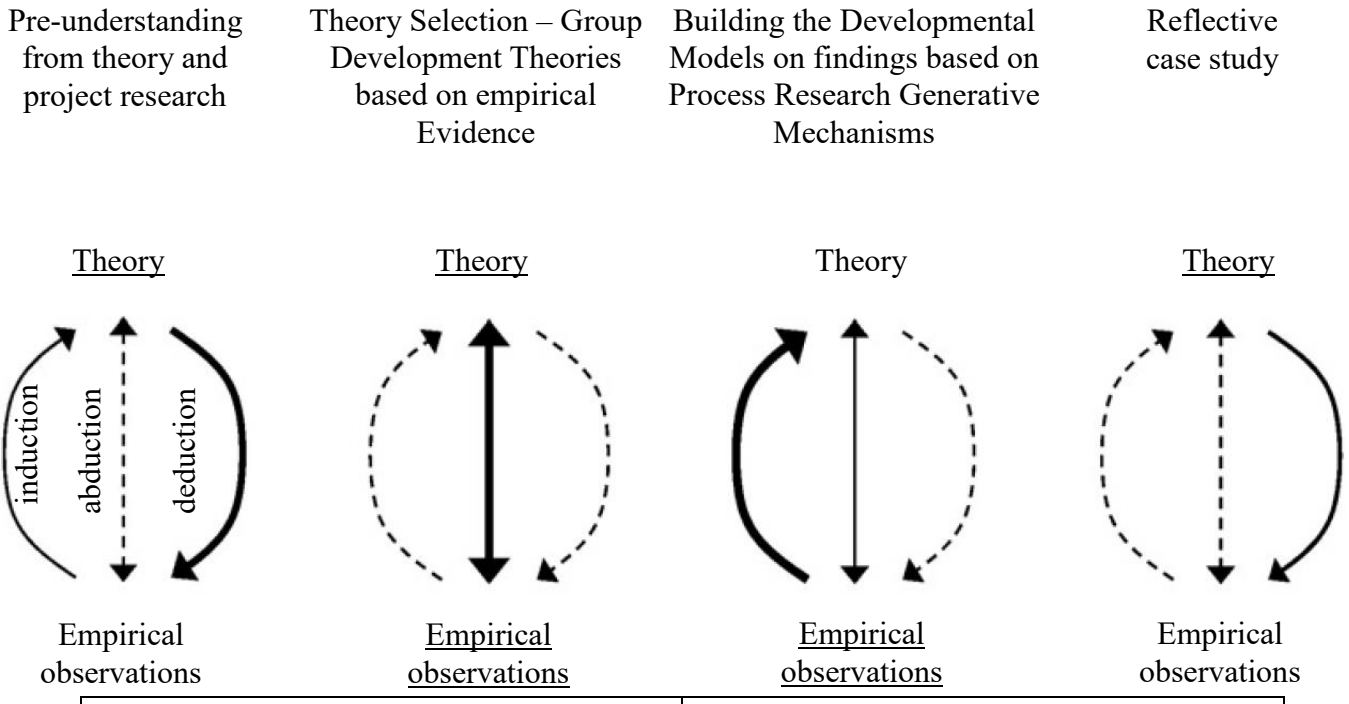 Pre-understanding
from theory and
project research
Theory Selection – Group
Development Theories
based on empirical
Evidence
Building the Developmental
Models on findings based on
Process Research Generative
Mechanisms
Reflective
case study
Theory
Theory
Theory
Theory
induction
abduction
deduction
Empirical
observations
Empirical
observations
Empirical
observations
Empirical
observations